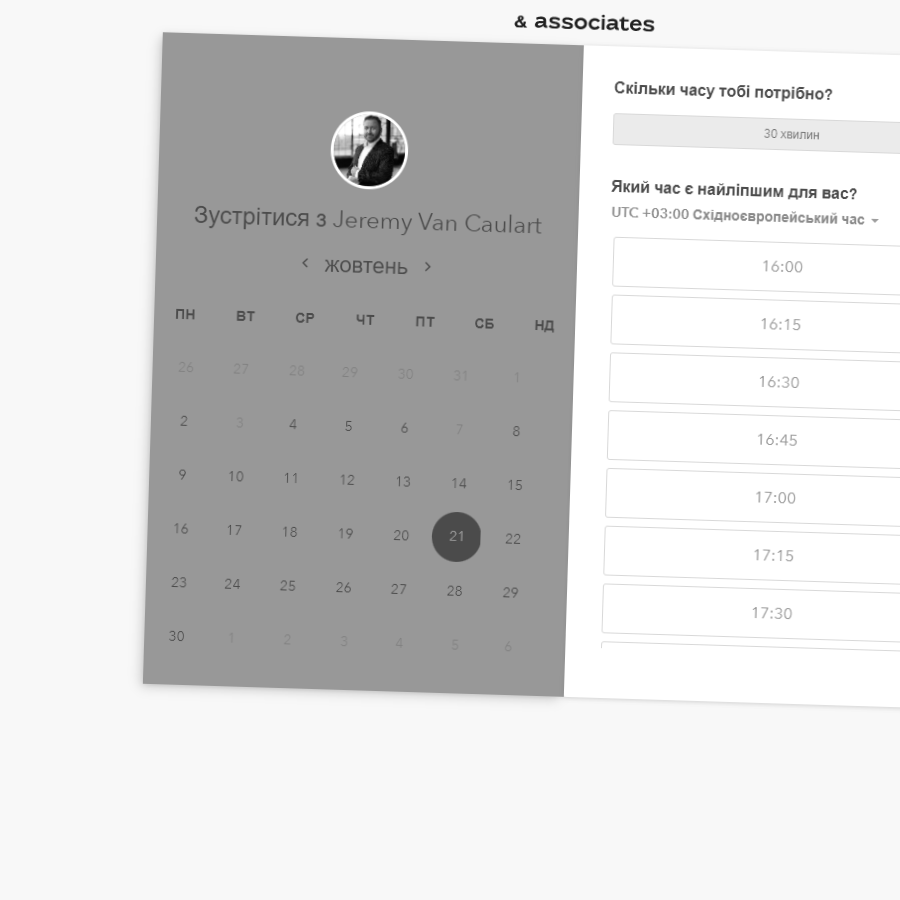 & associates
Зустрітися з Jeremy Van Caulart
жовтень
ПН ВТ СР ЧТ ПТ СБ НД
26 27 28 29 30 31 1
2 3 4 5 6 7 8
9 10 11 12 13 14 15
16 17 18 19 20 21 22
23 24 25 26 27 28 29
30 1 2 3 4 5 6
Скільки часу тобі потрібно?
30 хвилин
Який час є найліпшим для вас?
UTC +03:00 Східноєвропейський час
16:00
16:15
16:30
16:45
17:00
17:15
17:30